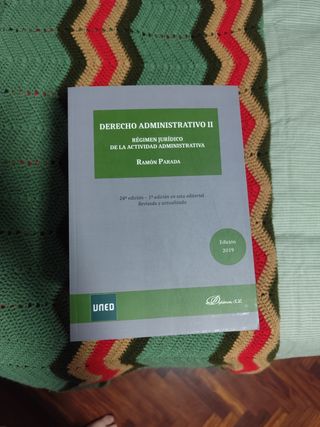 DERECHO ADMINISTRATIVO II
RÉGIMEN JURÍDICO
DE LA ACTIVIDAD ADMINISTRATIVA
RAMÓN PARADA
24ª edición – 1ª edición en esta editorial
Revisada y actualizada
Edición
2019
UNED
Dykinson, S.L.